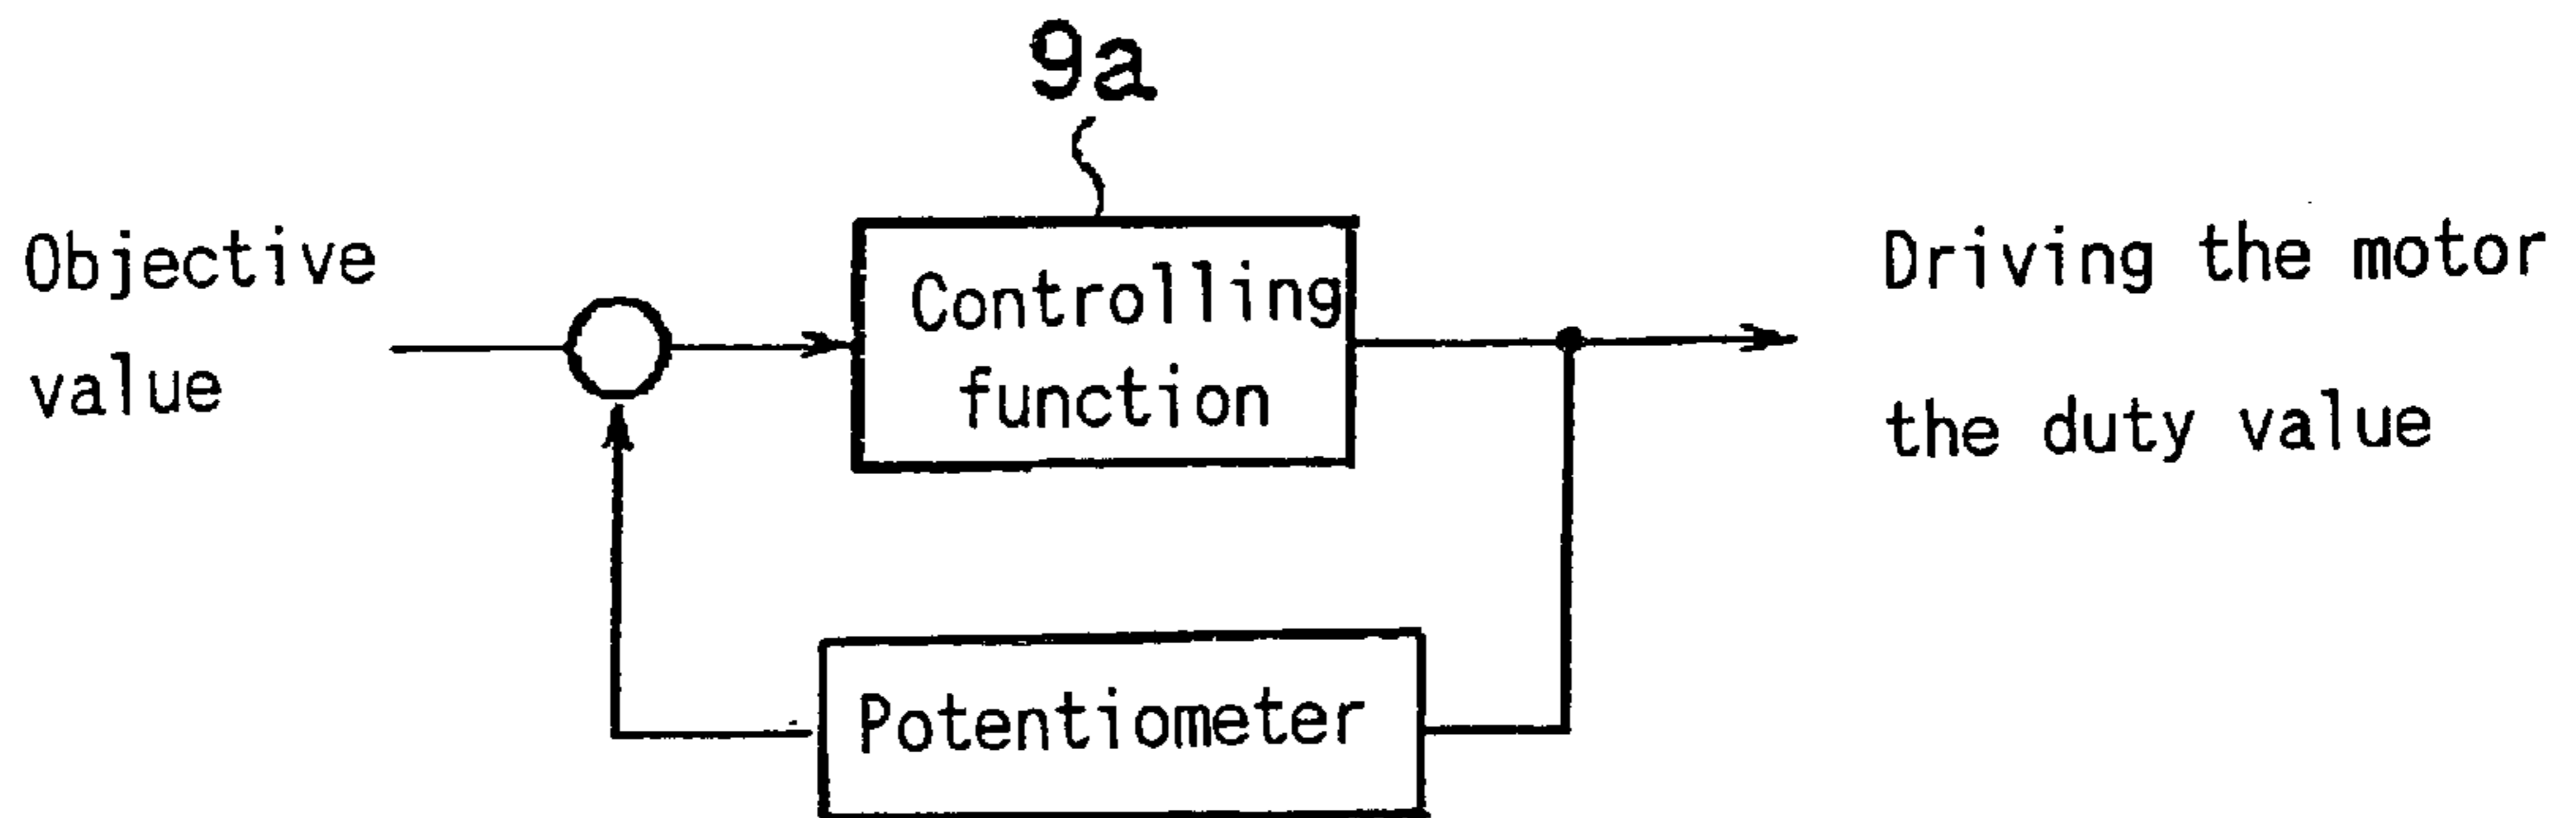 9a
Objective
value
Controlling
function
Driving the motor
the duty value
Potentiometer